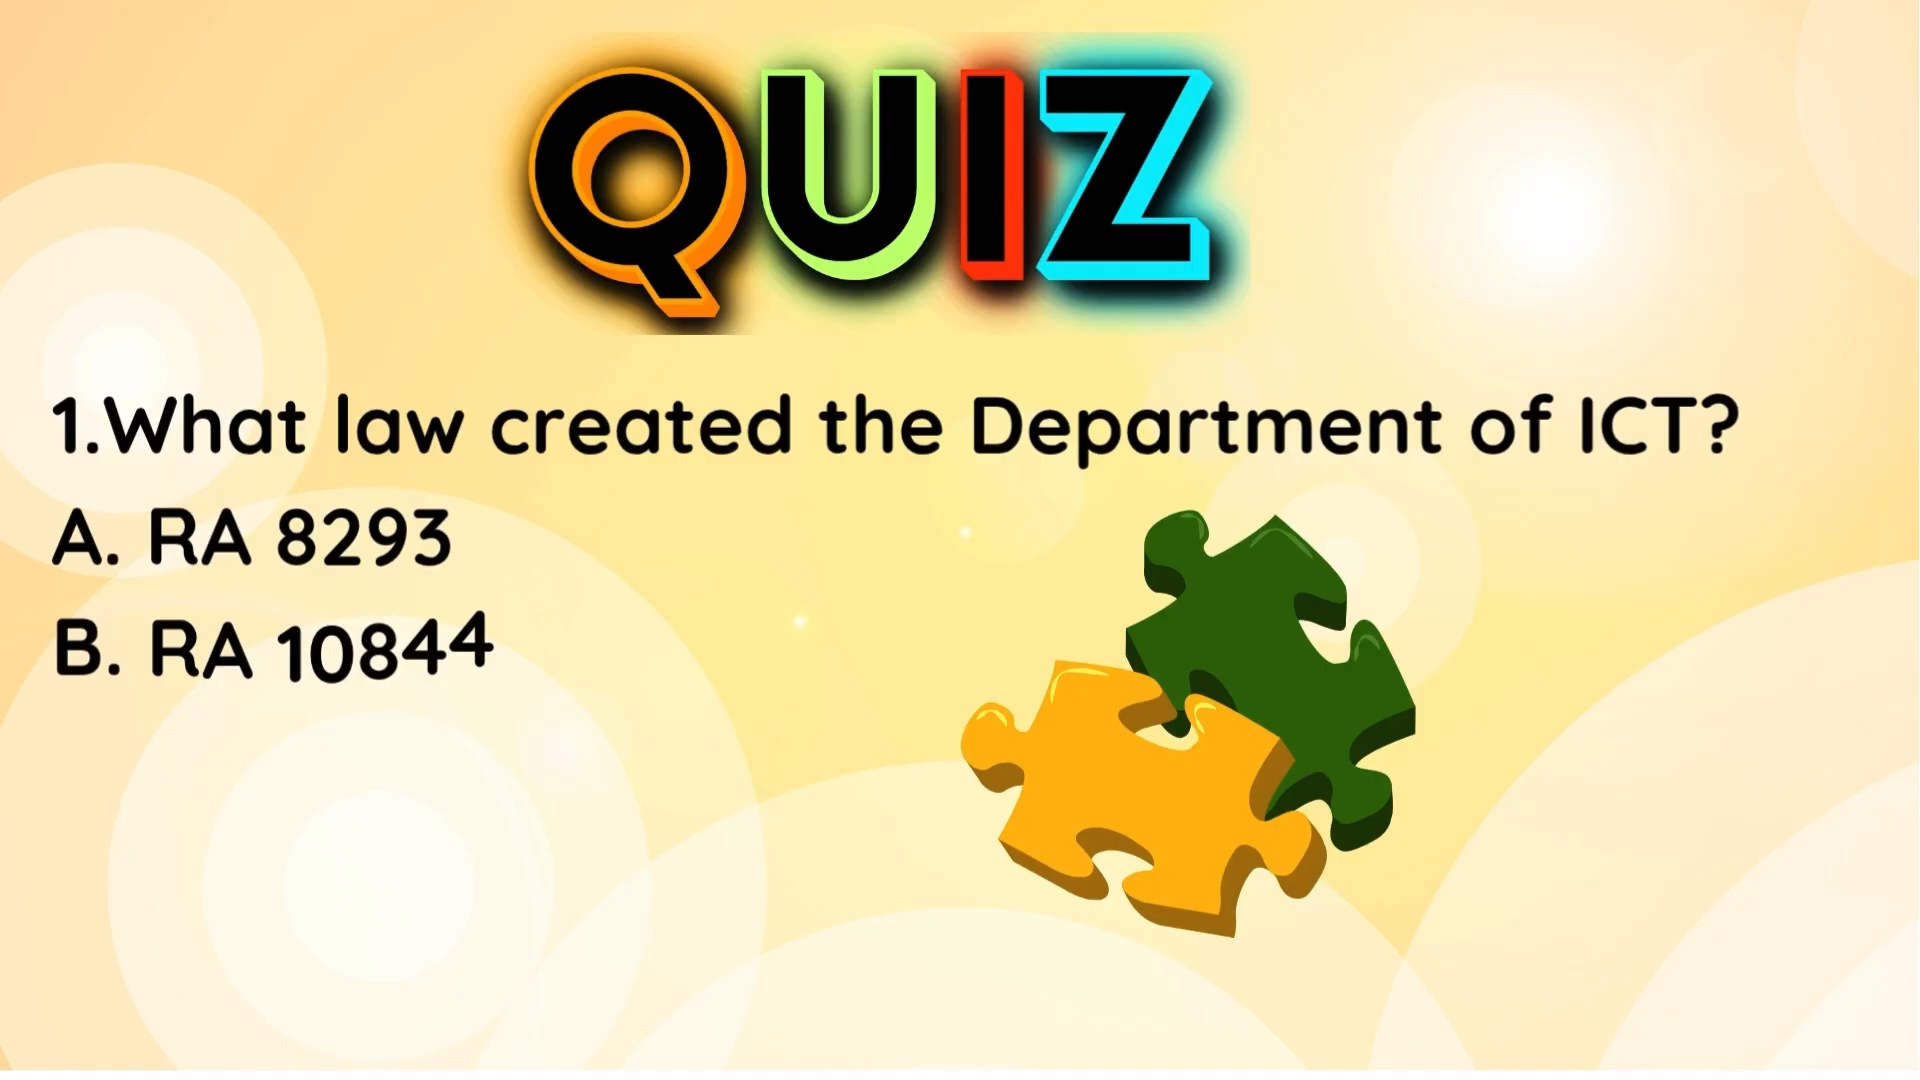 QUIZ
1.What law created the Department of ICT?
A. RA 8293
B. RA 10844